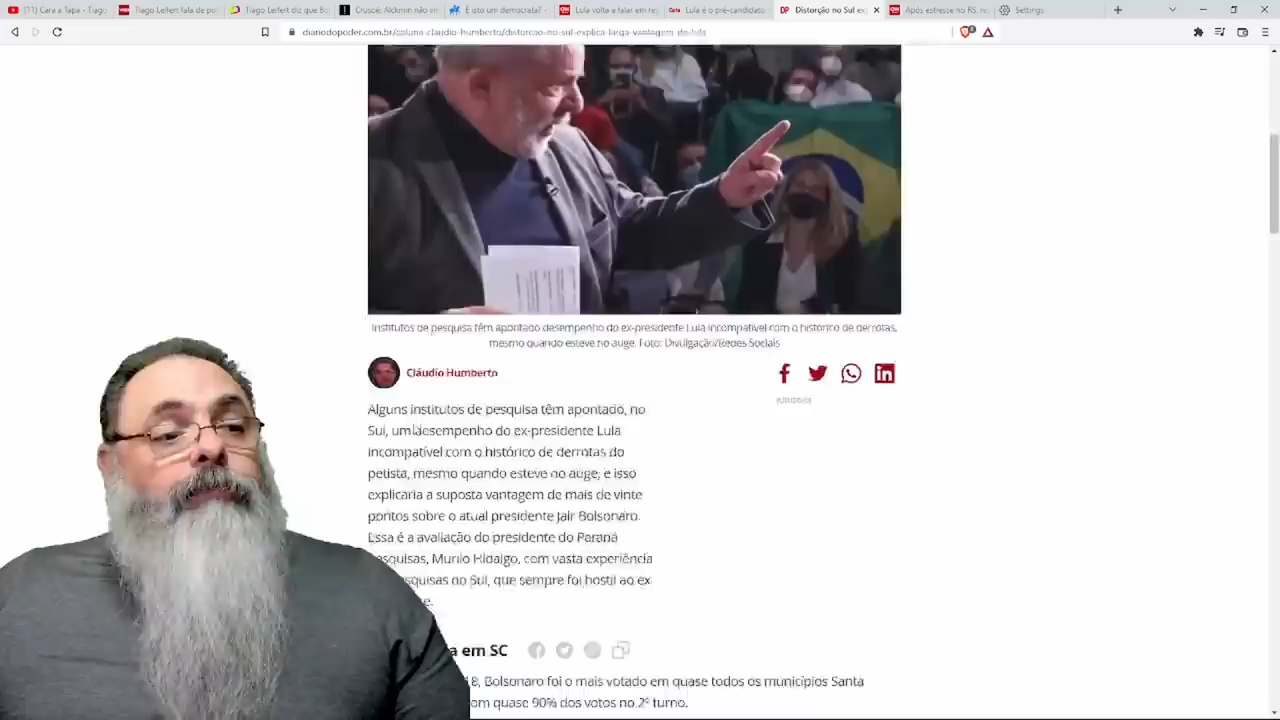 (11) Cara a Tapa - Tiago
Tiago Leifert fala de po
Tiago Leifert diz que Bo
Crusoé: Alckmin não vir
É isto um democrata? -
Lula volta a falar em re
Lula é o pré-candidato
Distorção no Sul ex
Após estresse no RS, re
Settings
diariodopoder.com.br/coluna-claudio-humberto/distorcao-no-sul-explica-larga-vantagem-de-lula
Institutos de pesquisa têm apontado desempenho do ex-presidente Lula incompatível com o histórico de derrotas,
mesmo quando esteve no auge. Foto: Divulgação/Redes Sociais
Cláudio Humberto
Alguns institutos de pesquisa têm apontado, no
Sul, um desempenho do ex-presidente Lula
incompatível com o histórico de derrotas do
petista, mesmo quando esteve no auge, e isso
explicaria a suposta vantagem de mais de vinte
pontos sobre o atual presidente Jair Bolsonaro.
Essa é a avaliação do presidente do Paraná
esquisas, Murilo Hidalgo, com vasta experiência
squisas no Sul, que sempre foi hostil ao ex
e.
a em SC
18, Bolsonaro foi o mais votado em quase todos os municípios Santa
om quase 90% dos votos no 2º turno.